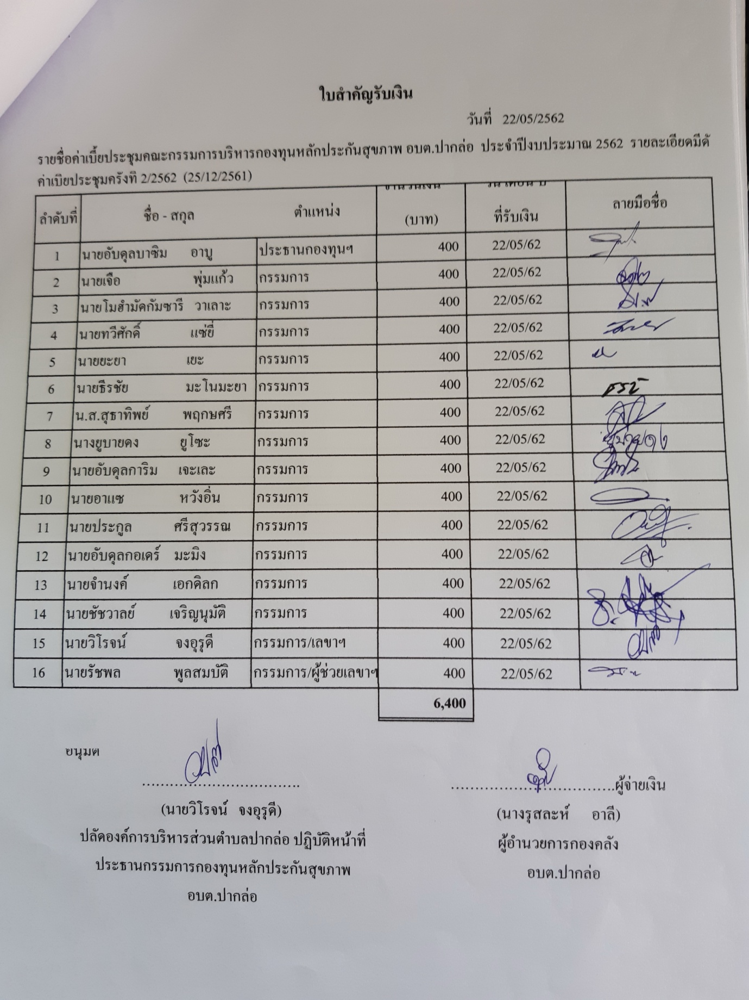 ใบสำคัญรับเงิน
วันที่ 22/05/2562
รายชื่อค่าเบี้ยประชุมคณะกรรมการบริหารกองทุนหลักประกันสุขภาพ อบต.ปากล่อ ประจำปีงบประมาณ 2562 รายละเอียดมีดั
ค่าเบี้ยประชุมครั้งที่ 2/2562 (25/12/2561)
ลำดับที่ ชื่อ - สกุล ตำแหน่ง จำนวนเงิน (บาท) วัน เดือน ปี ที่รับเงิน ลายมือชื่อ
1 นายอับดุลบาซิม อาบู ประธานกองทุนฯ 400 22/05/62
2 นายเจือ พุ่มแก้ว กรรมการ 400 22/05/62
3 นายโมฮำมัดกัมซารี วาเลาะ กรรมการ 400 22/05/62
4 นายทวีศักดิ์ แซ่ยี่ กรรมการ 400 22/05/62
5 นายยะยา เยะ กรรมการ 400 22/05/62
6 นายธีรชัย มะโนมะยา กรรมการ 400 22/05/62
7 น.ส.สุธาทิพย์ พฤกษศรี กรรมการ 400 22/05/62
8 นางยูบายดง ยูโซะ กรรมการ 400 22/05/62
9 นายอับดุลการิม เจะเละ กรรมการ 400 22/05/62
10 นายอาแซ หวังอิ่น กรรมการ 400 22/05/62
11 นายประกูล ศรีสุวรรณ กรรมการ 400 22/05/62
12 นายอับดุลกอเดร์ มะมิง กรรมการ 400 22/05/62
13 นายจำนงค์ เอกดิลก กรรมการ 400 22/05/62
14 นายชัชวาลย์ เจริญนุมัติ กรรมการ 400 22/05/62
15 นายวิโรจน์ จงอุรุดี กรรมการ/เลขาฯ 400 22/05/62
16 นายรัชพล พูลสมบัติ กรรมการ/ผู้ช่วยเลขาฯ 400 22/05/62
6,400
อนุมต
..................................
..................................ผู้จ่ายเงิน
(นายวิโรจน์ จงอุรุดี)
(นางรุสละห์ อาลี)
ปลัดองค์การบริหารส่วนตำบลปากล่อ ปฏิบัติหน้าที่
ผู้อำนวยการกองคลัง
ประธานกรรมการกองทุนหลักประกันสุขภาพ
อบต.ปากล่อ
อบต.ปากล่อ